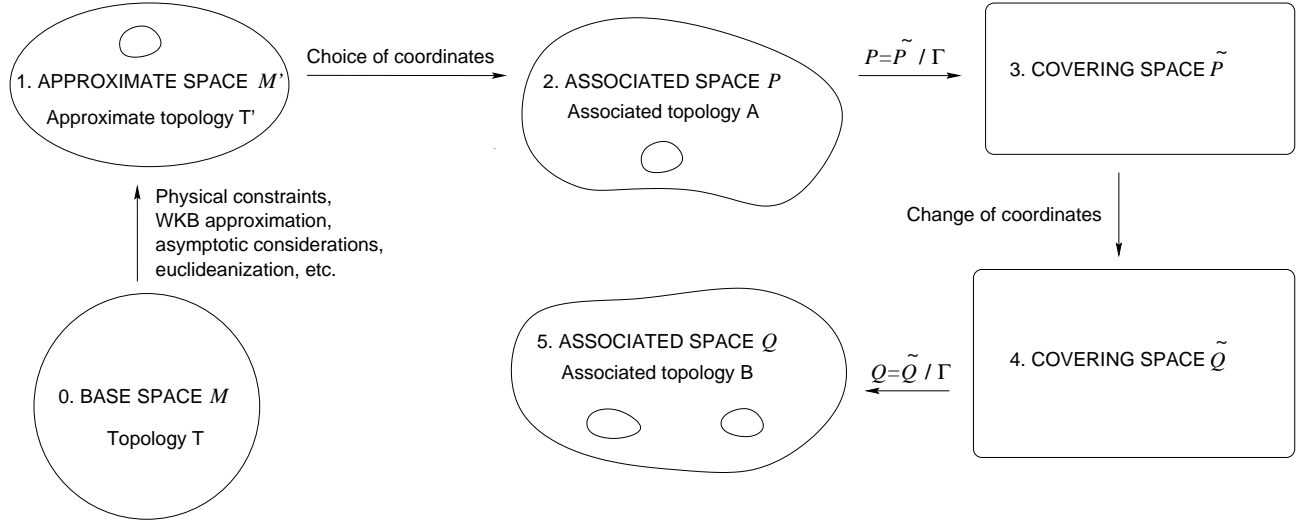 1. APPROXIMATE SPACE M'
Approximate topology T'
Choice of coordinates
2. ASSOCIATED SPACE P
Associated topology A
P=P̃ / Γ
3. COVERING SPACE P̃
Physical constraints,
WKB approximation,
asymptotic considerations,
euclideanization, etc.
Change of coordinates
0. BASE SPACE M
Topology T
5. ASSOCIATED SPACE Q
Associated topology B
Q=Q̃ / Γ
4. COVERING SPACE Q̃